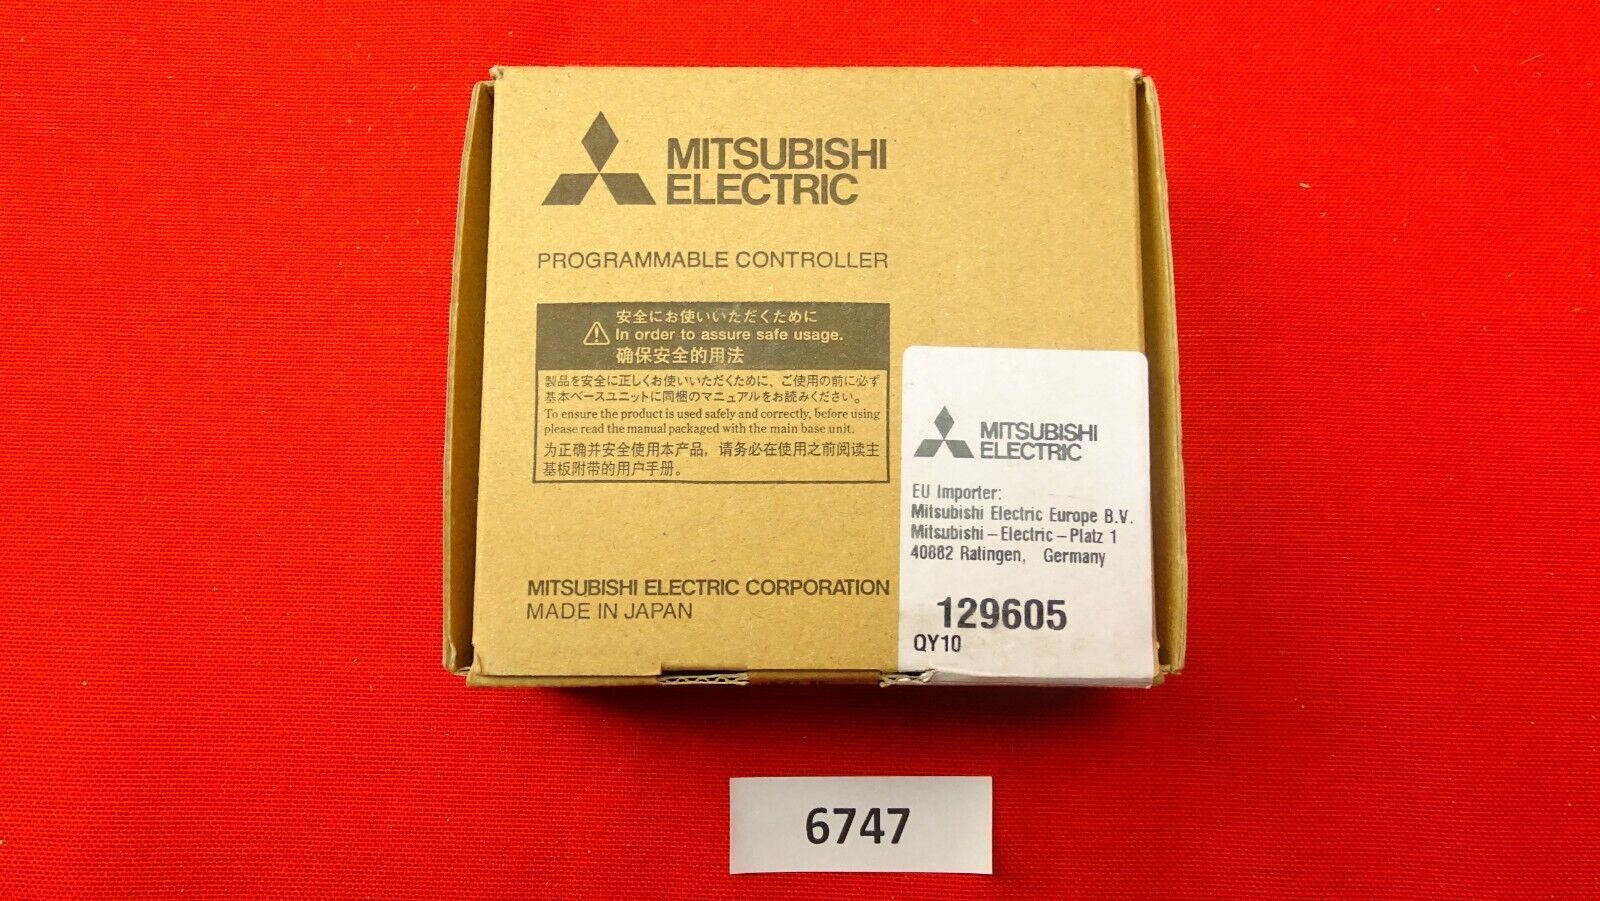 MITSUBISHI
ELECTRIC
PROGRAMMABLE CONTROLLER
安全にお使いいただくために
In order to assure safe usage.
确保安全的用法
製品を安全に正しくお使いいただくために、ご使用の前に必ず
基本ベースユニットに同梱のマニュアルをお読みください。
To ensure the product is used safely and correctly, before using
please read the manual packaged with the main base unit.
为正确并安全使用本产品，请务必在使用之前阅读主
基板附带的用户手册。
MITSUBISHI ELECTRIC CORPORATION
MADE IN JAPAN
MITSUBISHI
ELECTRIC
EU Importer:
Mitsubishi Electric Europe B.V.
Mitsubishi-Electric-Platz 1
40882 Ratingen, Germany
129605
QY10
6747